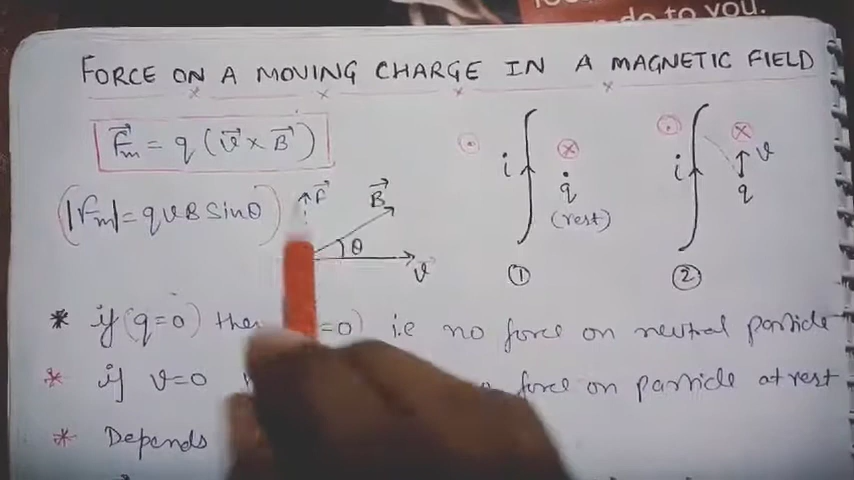 do to you.
FORCE ON A MOVING CHARGE IN A MAGNETIC FIELD
F⃗m = q (v⃗ × B⃗)
|Fm| = qvB Sinθ
F⃗
B⃗
θ
v⃗
i
q
(rest)
①
i
v
q
②
* if (q=0) the =0) i.e no force on neutral particle
* if v=0 force on particle at rest
* Depends